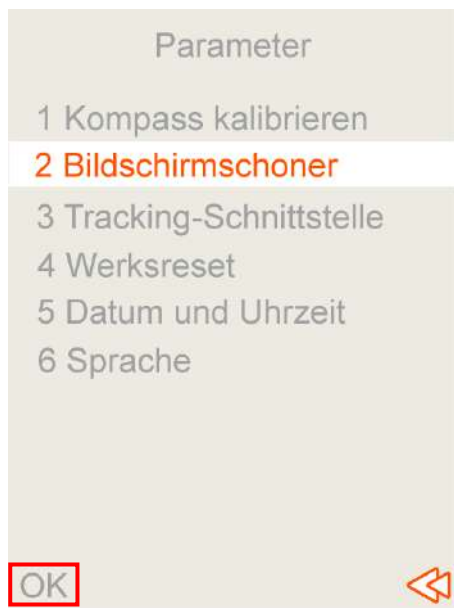 Parameter
1 Kompass kalibrieren
2 Bildschirmschoner
3 Tracking-Schnittstelle
4 Werksreset
5 Datum und Uhrzeit
6 Sprache
OK